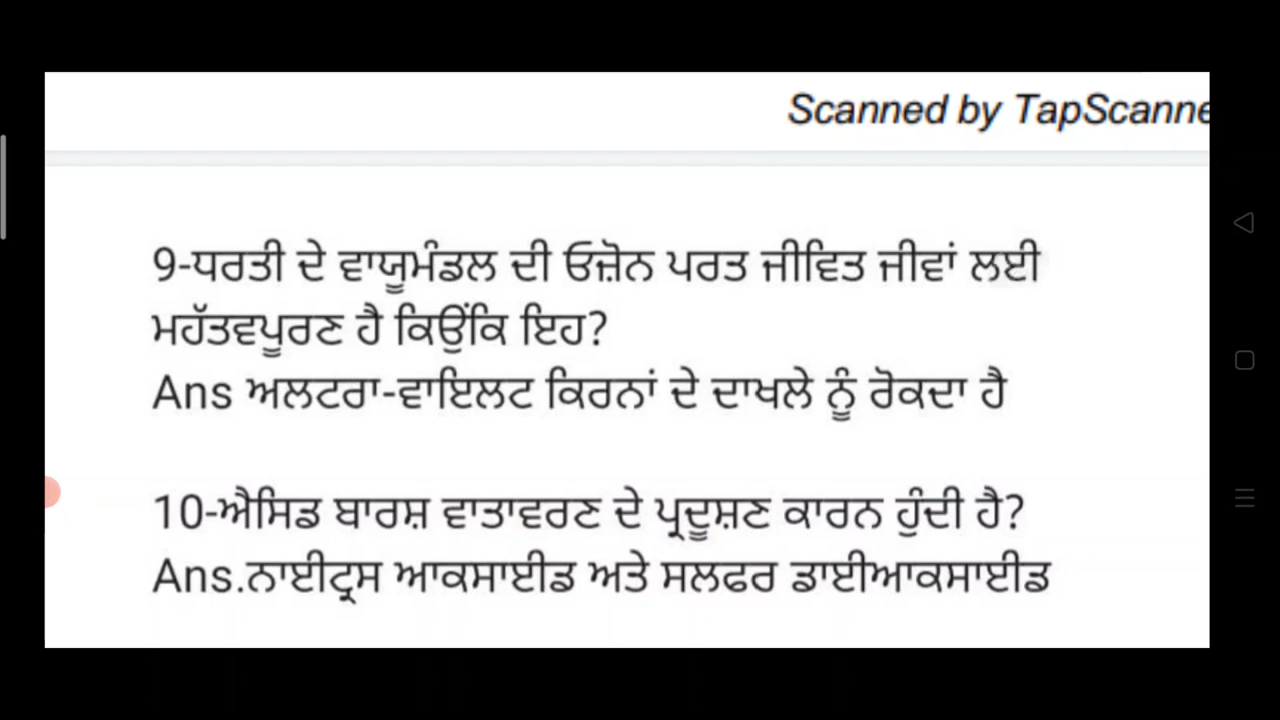 Scanned by TapScanne
9-ਧਰਤੀ ਦੇ ਵਾਯੂਮੰਡਲ ਦੀ ਓਜ਼ੋਨ ਪਰਤ ਜੀਵਿਤ ਜੀਵਾਂ ਲਈ
ਮਹੱਤਵਪੂਰਣ ਹੈ ਕਿਉਂਕਿ ਇਹ?
Ans ਅਲਟਰਾ-ਵਾਇਲਟ ਕਿਰਨਾਂ ਦੇ ਦਾਖਲੇ ਨੂੰ ਰੋਕਦਾ ਹੈ
10-ਐਸਿਡ ਬਾਰਸ਼ ਵਾਤਾਵਰਣ ਦੇ ਪ੍ਰਦੂਸ਼ਣ ਕਾਰਨ ਹੁੰਦੀ ਹੈ?
Ans.ਨਾਈਟ੍ਰਸ ਆਕਸਾਈਡ ਅਤੇ ਸਲਫਰ ਡਾਈਆਕਸਾਈਡ